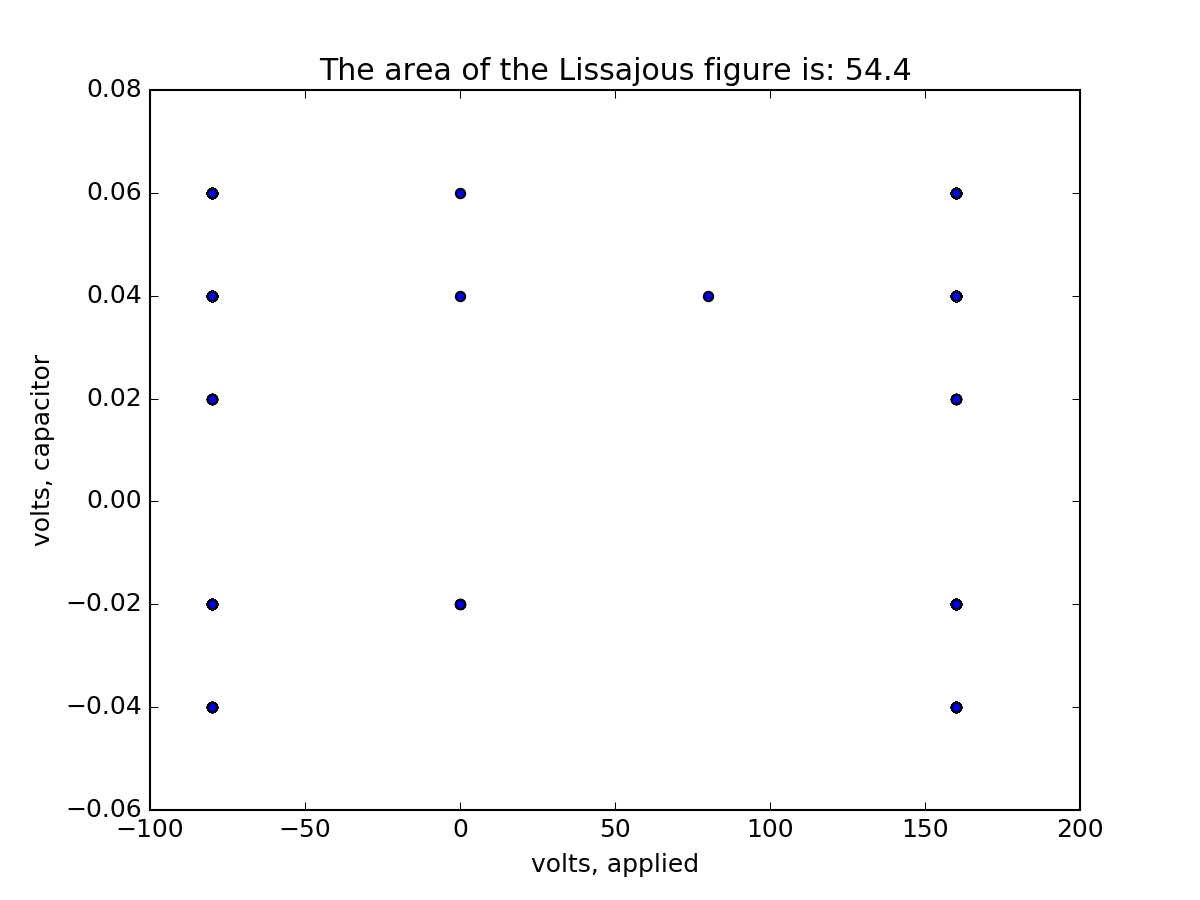 The area of the Lissajous figure is: 54.4
0.08
0.06
0.04
0.02
0.00
−0.02
−0.04
−0.06
volts, capacitor
−100 −50 0 50 100 150 200
volts, applied